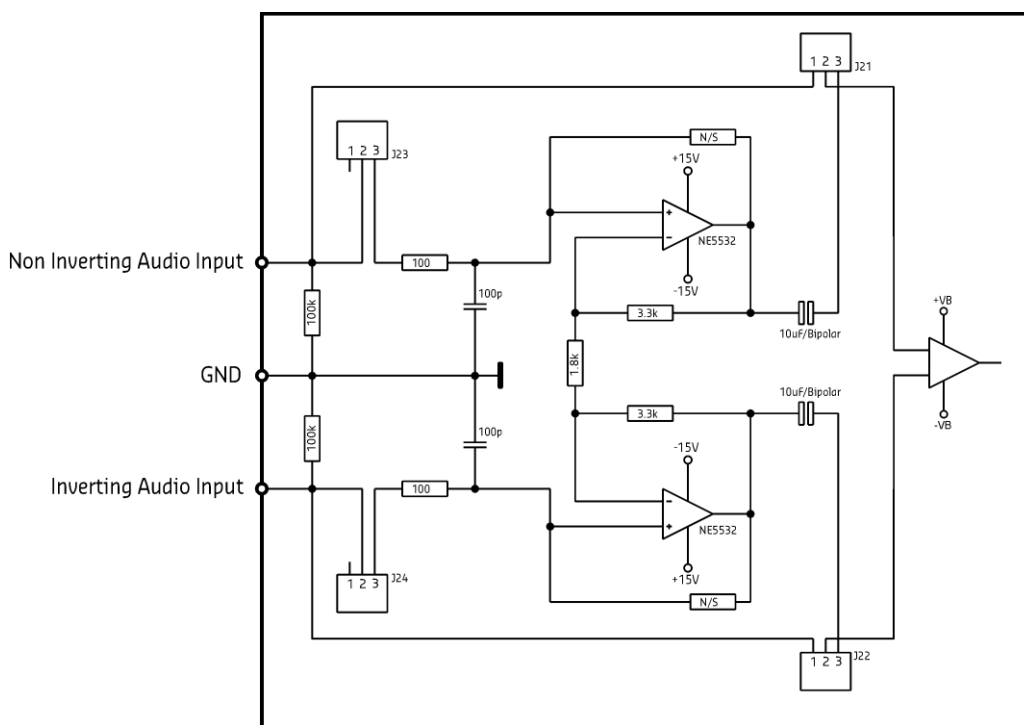 1 2 3
J21
1 2 3
J23
N/S
+15V
+
−
NE5532
-15V
Non Inverting Audio Input
100
100p
100k
3.3k
10uF/Bipolar
+VB
1.8k
GND
10uF/Bipolar
-VB
100k
3.3k
100p
-15V
Inverting Audio Input
100
−
+
NE5532
+15V
1 2 3
J24
N/S
1 2 3
J22